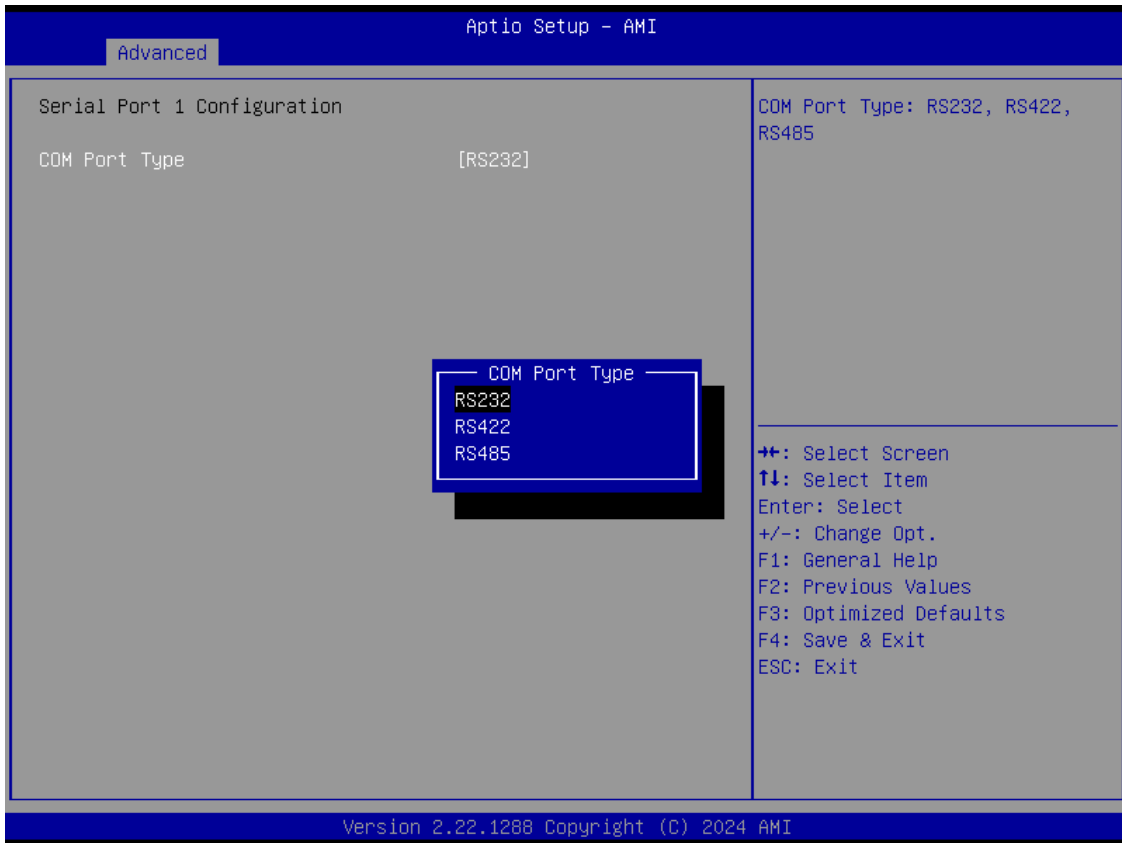 Aptio Setup – AMI
Advanced
Serial Port 1 Configuration
COM Port Type [RS232]
COM Port Type: RS232, RS422,
RS485
COM Port Type
RS232
RS422
RS485
→←: Select Screen
↑↓: Select Item
Enter: Select
+/-: Change Opt.
F1: General Help
F2: Previous Values
F3: Optimized Defaults
F4: Save & Exit
ESC: Exit
Version 2.22.1288 Copyright (C) 2024 AMI